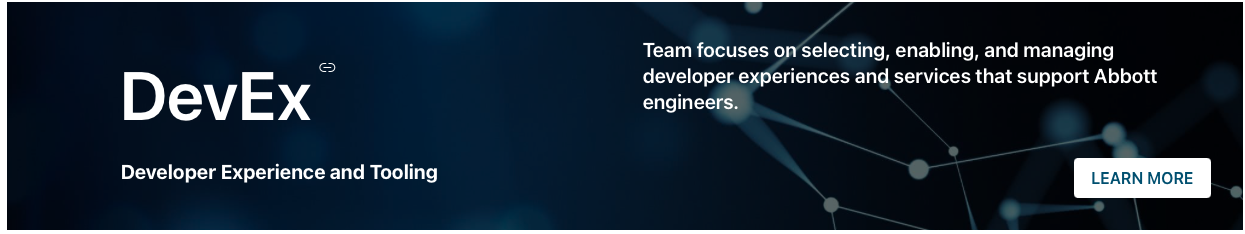 DevEx
Developer Experience and Tooling
Team focuses on selecting, enabling, and managing
developer experiences and services that support Abbott
engineers.
LEARN MORE